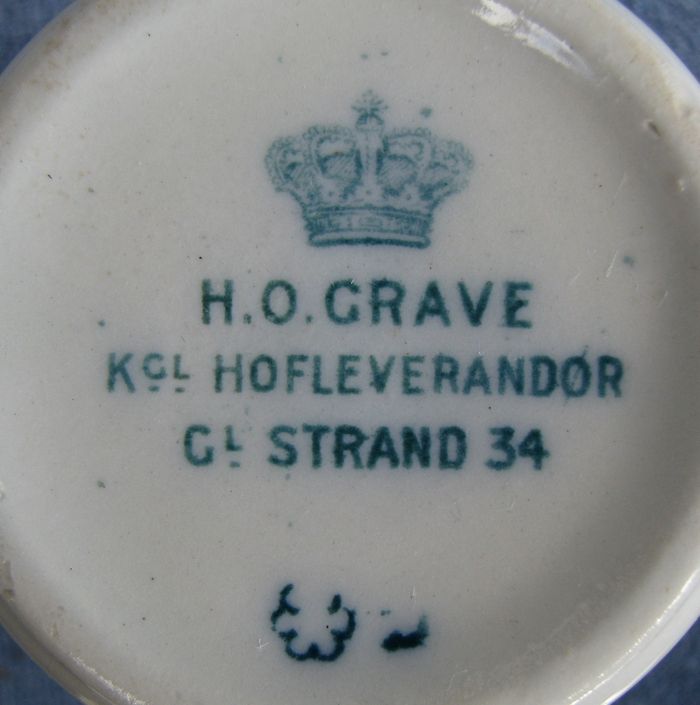 H.O.GRAVE
KGL HOFLEVERANDØR
GL STRAND 34